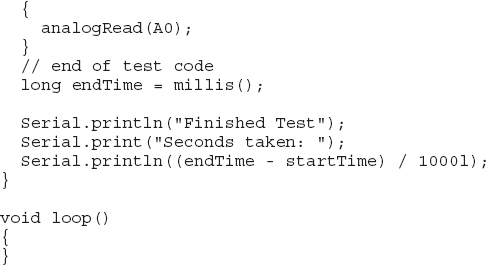 {
analogRead(A0);
}
// end of test code
long endTime = millis();
Serial.println("Finished Test");
Serial.print("Seconds taken: ");
Serial.println((endTime - startTime) / 1000l);
}
void loop()
{
}